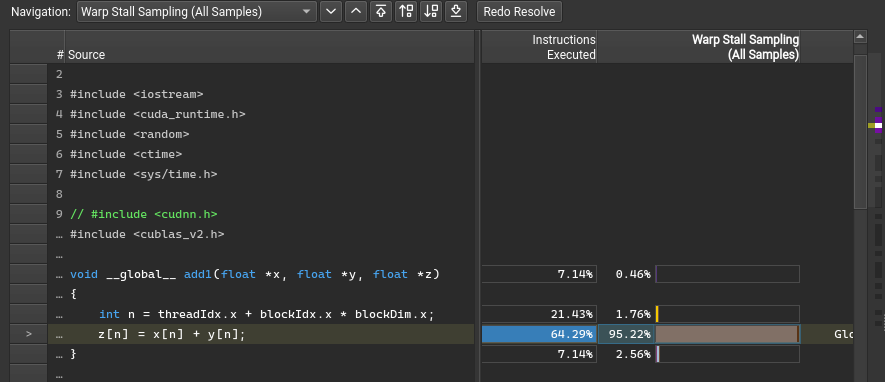 Navigation: Warp Stall Sampling (All Samples) Redo Resolve
Instructions Executed Warp Stall Sampling (All Samples)
# Source
2
3 #include <iostream>
4 #include <cuda_runtime.h>
5 #include <random>
6 #include <ctime>
7 #include <sys/time.h>
8
9 // #include <cudnn.h>
… #include <cublas_v2.h>
…
… void __global__ add1(float *x, float *y, float *z) 7.14% 0.46%
… {
… int n = threadIdx.x + blockIdx.x * blockDim.x; 21.43% 1.76%
> … z[n] = x[n] + y[n]; 64.29% 95.22% Glo
… } 7.14% 2.56%
…